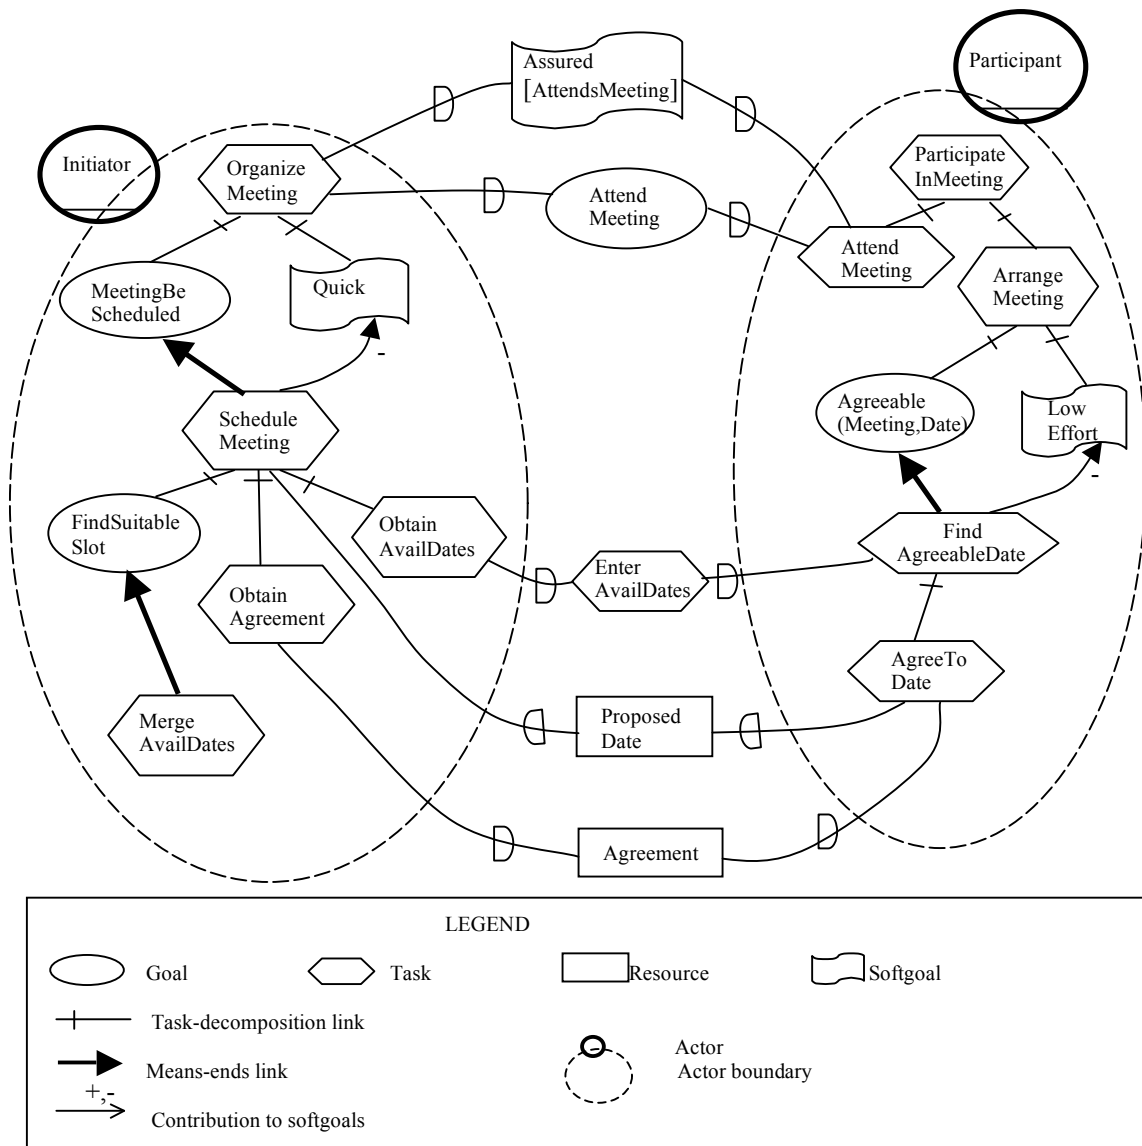 Assured
[AttendsMeeting]
Participant
Initiator
Organize
Meeting
Participate
InMeeting
Attend
Meeting
Attend
Meeting
MeetingBe
Scheduled
Quick
Arrange
Meeting
-
Schedule
Meeting
Agreeable
(Meeting,Date)
Low
Effort
-
FindSuitable
Slot
Obtain
AvailDates
Find
AgreeableDate
Enter
AvailDates
Obtain
Agreement
AgreeTo
Date
Merge
AvailDates
Proposed
Date
Agreement
LEGEND
Goal
Task
Resource
Softgoal
Task-decomposition link
Actor
Actor boundary
Means-ends link
+,-
Contribution to softgoals